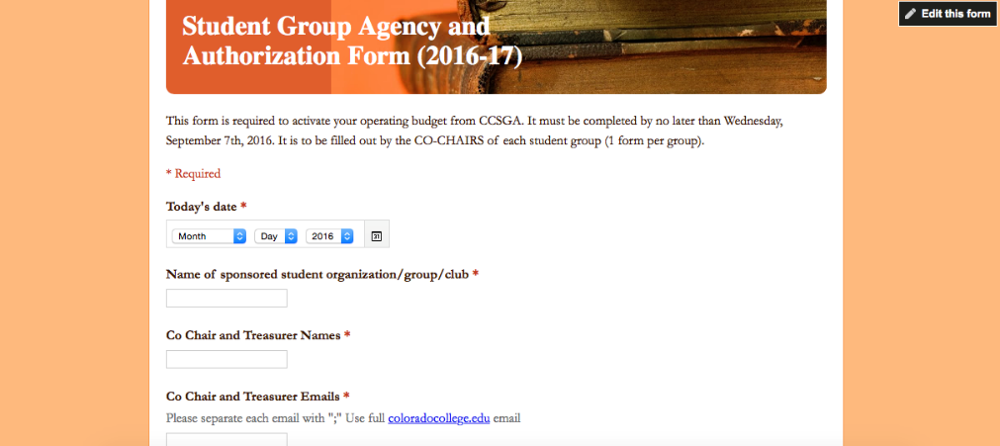 Edit this form
Student Group Agency and
Authorization Form (2016-17)
This form is required to activate your operating budget from CCSGA. It must be completed by no later than Wednesday,
September 7th, 2016. It is to be filled out by the CO-CHAIRS of each student group (1 form per group).
* Required
Today's date *
Month Day 2016 31
Name of sponsored student organization/group/club *
Co Chair and Treasurer Names *
Co Chair and Treasurer Emails *
Please separate each email with ";" Use full coloradocollege.edu email